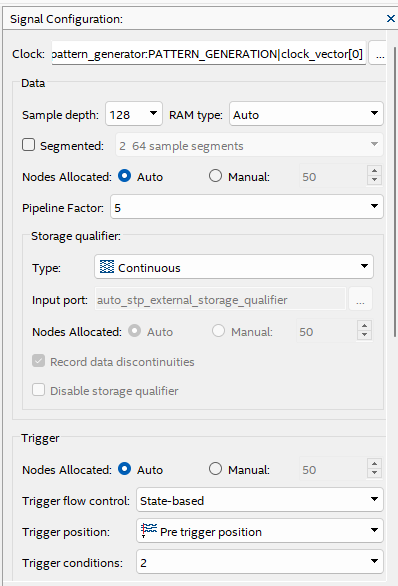 Signal Configuration:
Clock: pattern_generator:PATTERN_GENERATION|clock_vector[0] ...
Data
Sample depth: 128 RAM type: Auto
Segmented: 2 64 sample segments
Nodes Allocated: Auto Manual: 50
Pipeline Factor: 5
Storage qualifier:
Type: Continuous
Input port: auto_stp_external_storage_qualifier ...
Nodes Allocated: Auto Manual: 50
Record data discontinuities
Disable storage qualifier
Trigger
Nodes Allocated: Auto Manual: 50
Trigger flow control: State-based
Trigger position: Pre trigger position
Trigger conditions: 2